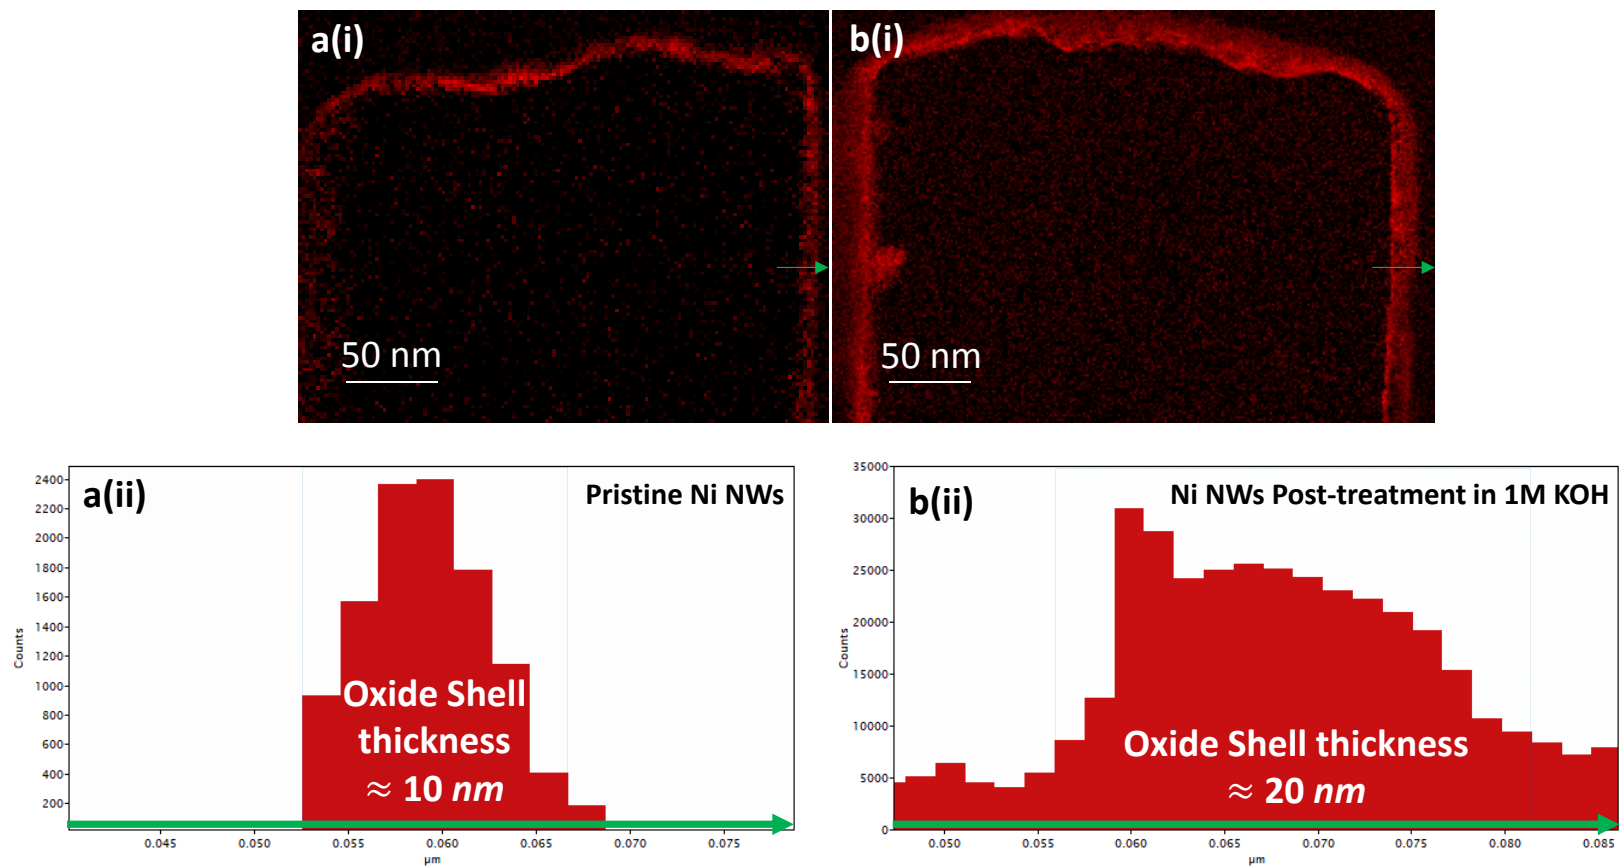 a(i)
50 nm
b(i)
50 nm
a(ii)
Pristine Ni NWs
2400
2200
2000
1800
1600
1400
1200
1000
800
600
400
200
Counts
Oxide Shell
thickness
≈ 10 nm
0.045 0.050 0.055 0.060 0.065 0.070 0.075
µm
b(ii)
Ni NWs Post-treatment in 1M KOH
35000
30000
25000
20000
15000
10000
5000
0
Counts
Oxide Shell thickness
≈ 20 nm
0.050 0.055 0.060 0.065 0.070 0.075 0.080 0.085
µm